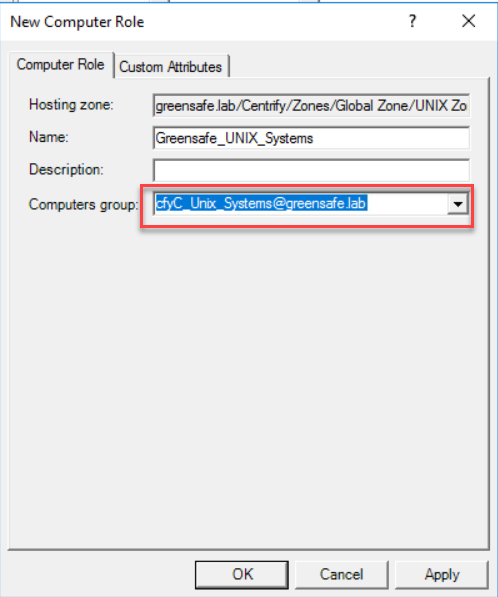 New Computer Role ? ×
Computer Role Custom Attributes
Hosting zone: greensafe.lab/Centrify/Zones/Global Zone/UNIX Zo
Name: Greensafe_UNIX_Systems
Description:
Computers group: cfyC_Unix_Systems@greensafe.lab
OK Cancel Apply